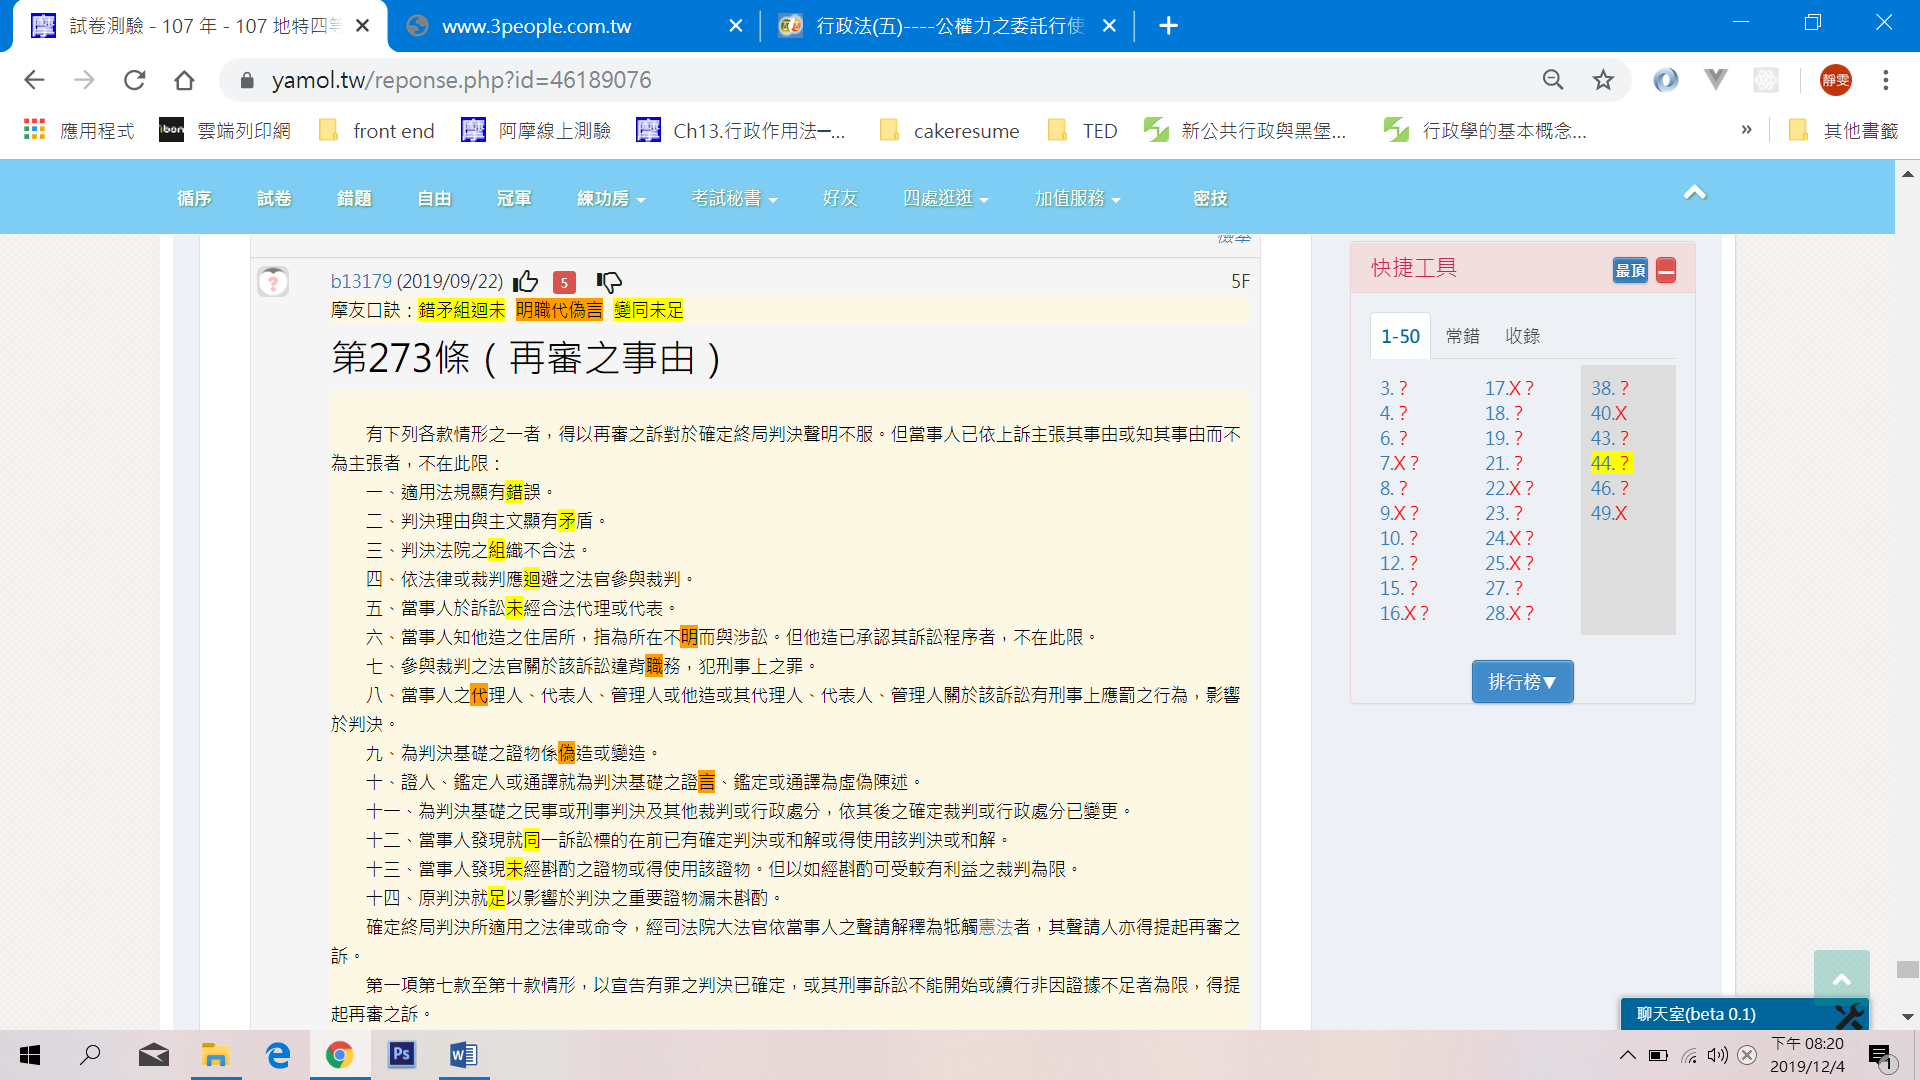 試卷測驗 - 107 年 - 107 地特四等
www.3people.com.tw
行政法(五)----公權力之委託行使
yamol.tw/reponse.php?id=46189076
靜雯
應用程式
ibon
雲端列印網
front end
阿摩線上測驗
Ch13.行政作用法─...
cakeresume
TED
新公共行政與黑堡...
行政學的基本概念...
»
其他書籤
循序
試卷
錯題
自由
冠軍
練功房
考試秘書
好友
四處逛逛
加值服務
密技
檢舉
b13179 (2019/09/22)
5
5F
摩友口訣：錯矛組迴未 明職代偽言 變同未足
第273條（再審之事由）
有下列各款情形之一者，得以再審之訴對於確定終局判決聲明不服。但當事人已依上訴主張其事由或知其事由而不
為主張者，不在此限：
一、適用法規顯有錯誤。
二、判決理由與主文顯有矛盾。
三、判決法院之組織不合法。
四、依法律或裁判應迴避之法官參與裁判。
五、當事人於訴訟未經合法代理或代表。
六、當事人知他造之住居所，指為所在不明而與涉訟。但他造已承認其訴訟程序者，不在此限。
七、參與裁判之法官關於該訴訟違背職務，犯刑事上之罪。
八、當事人之代理人、代表人、管理人或他造或其代理人、代表人、管理人關於該訴訟有刑事上應罰之行為，影響
於判決。
九、為判決基礎之證物係偽造或變造。
十、證人、鑑定人或通譯就為判決基礎之證言、鑑定或通譯為虛偽陳述。
十一、為判決基礎之民事或刑事判決及其他裁判或行政處分，依其後之確定裁判或行政處分已變更。
十二、當事人發現就同一訴訟標的在前已有確定判決或和解或得使用該判決或和解。
十三、當事人發現未經斟酌之證物或得使用該證物。但以如經斟酌可受較有利益之裁判為限。
十四、原判決就足以影響於判決之重要證物漏未斟酌。
確定終局判決所適用之法律或命令，經司法院大法官依當事人之聲請解釋為牴觸憲法者，其聲請人亦得提起再審之
訴。
第一項第七款至第十款情形，以宣告有罪之判決已確定，或其刑事訴訟不能開始或續行非因證據不足者為限，得提
起再審之訴。
快捷工具
最頂
1-50
常錯
收錄
3. ?
4. ?
6. ?
7.X ?
8. ?
9.X ?
10. ?
12. ?
15. ?
16.X ?
17.X ?
18. ?
19. ?
21. ?
22.X ?
23. ?
24.X ?
25.X ?
27. ?
28.X ?
38. ?
40.X
43. ?
44. ?
46. ?
49.X
排行榜▼
聊天室(beta 0.1)
Ps
下午 08:20
2019/12/4
1